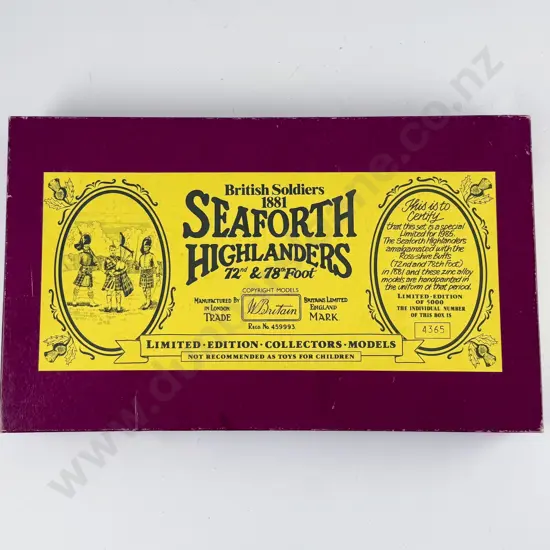 British Soldiers
1881
SEAFORTH
HIGHLANDERS
72nd & 78th Foot
COPYRIGHT MODELS
MANUFACTURED BY
IN LONDON
TRADE
W. Britain
BRITAINS LIMITED
ENGLAND
MARK
REGD. No. 459993
LIMITED · EDITION · COLLECTORS · MODELS
NOT RECOMMENDED AS TOYS FOR CHILDREN
This is to
Certify
that this set, is a special
Limited for 1985.
The Seaforth Highlanders
amalgamated with the
Ross-shire Buffs
(72nd and 78th Foot)
in 1881 and these zinc alloy
models are handpainted in
the uniform of that period.
LIMITED · EDITION
OF 5000
THE INDIVIDUAL NUMBER
OF THIS BOX IS
4365